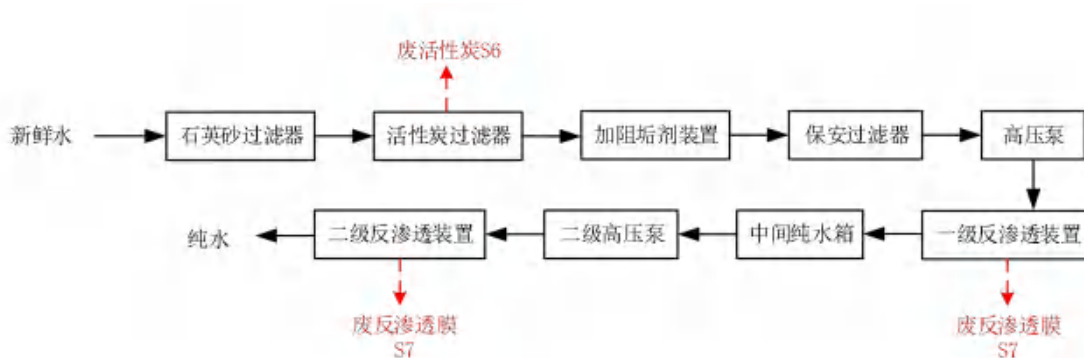 废活性炭S6
新鲜水
石英砂过滤器
活性炭过滤器
加阻垢剂装置
保安过滤器
高压泵
纯水
二级反渗透装置
二级高压泵
中间纯水箱
一级反渗透装置
废反渗透膜
S7
废反渗透膜
S7